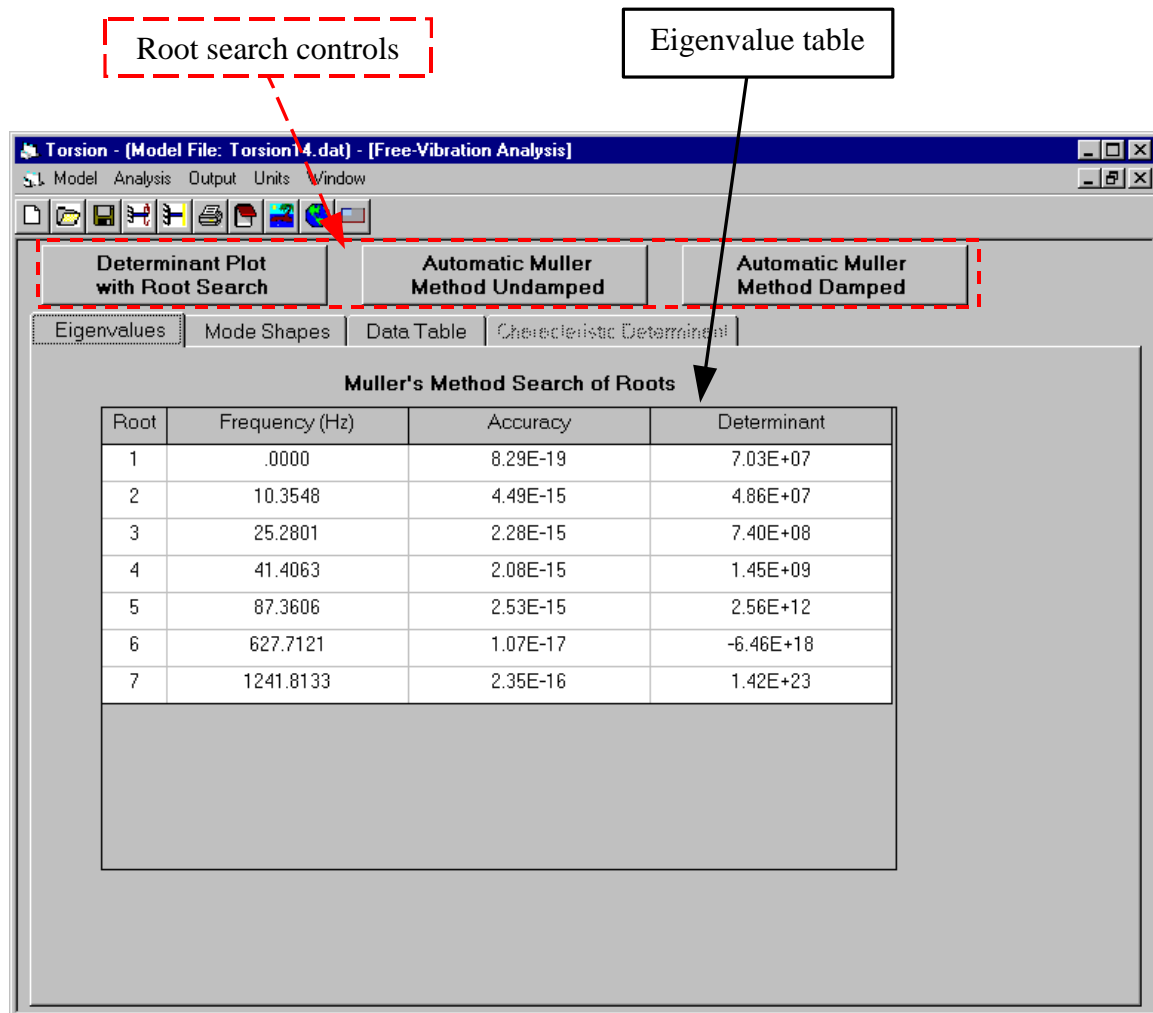 Root search controls
Eigenvalue table
Torsion - (Model File: Torsion14.dat) - [Free-Vibration Analysis]
Model Analysis Output Units Window
Determinant Plot with Root Search
Automatic Muller Method Undamped
Automatic Muller Method Damped
Eigenvalues Mode Shapes Data Table Characteristic Determinant
Muller's Method Search of Roots
Root Frequency (Hz) Accuracy Determinant
1 .0000 8.29E-19 7.03E+07
2 10.3548 4.49E-15 4.86E+07
3 25.2801 2.28E-15 7.40E+08
4 41.4063 2.08E-15 1.45E+09
5 87.3606 2.53E-15 2.56E+12
6 627.7121 1.07E-17 -6.46E+18
7 1241.8133 2.35E-16 1.42E+23